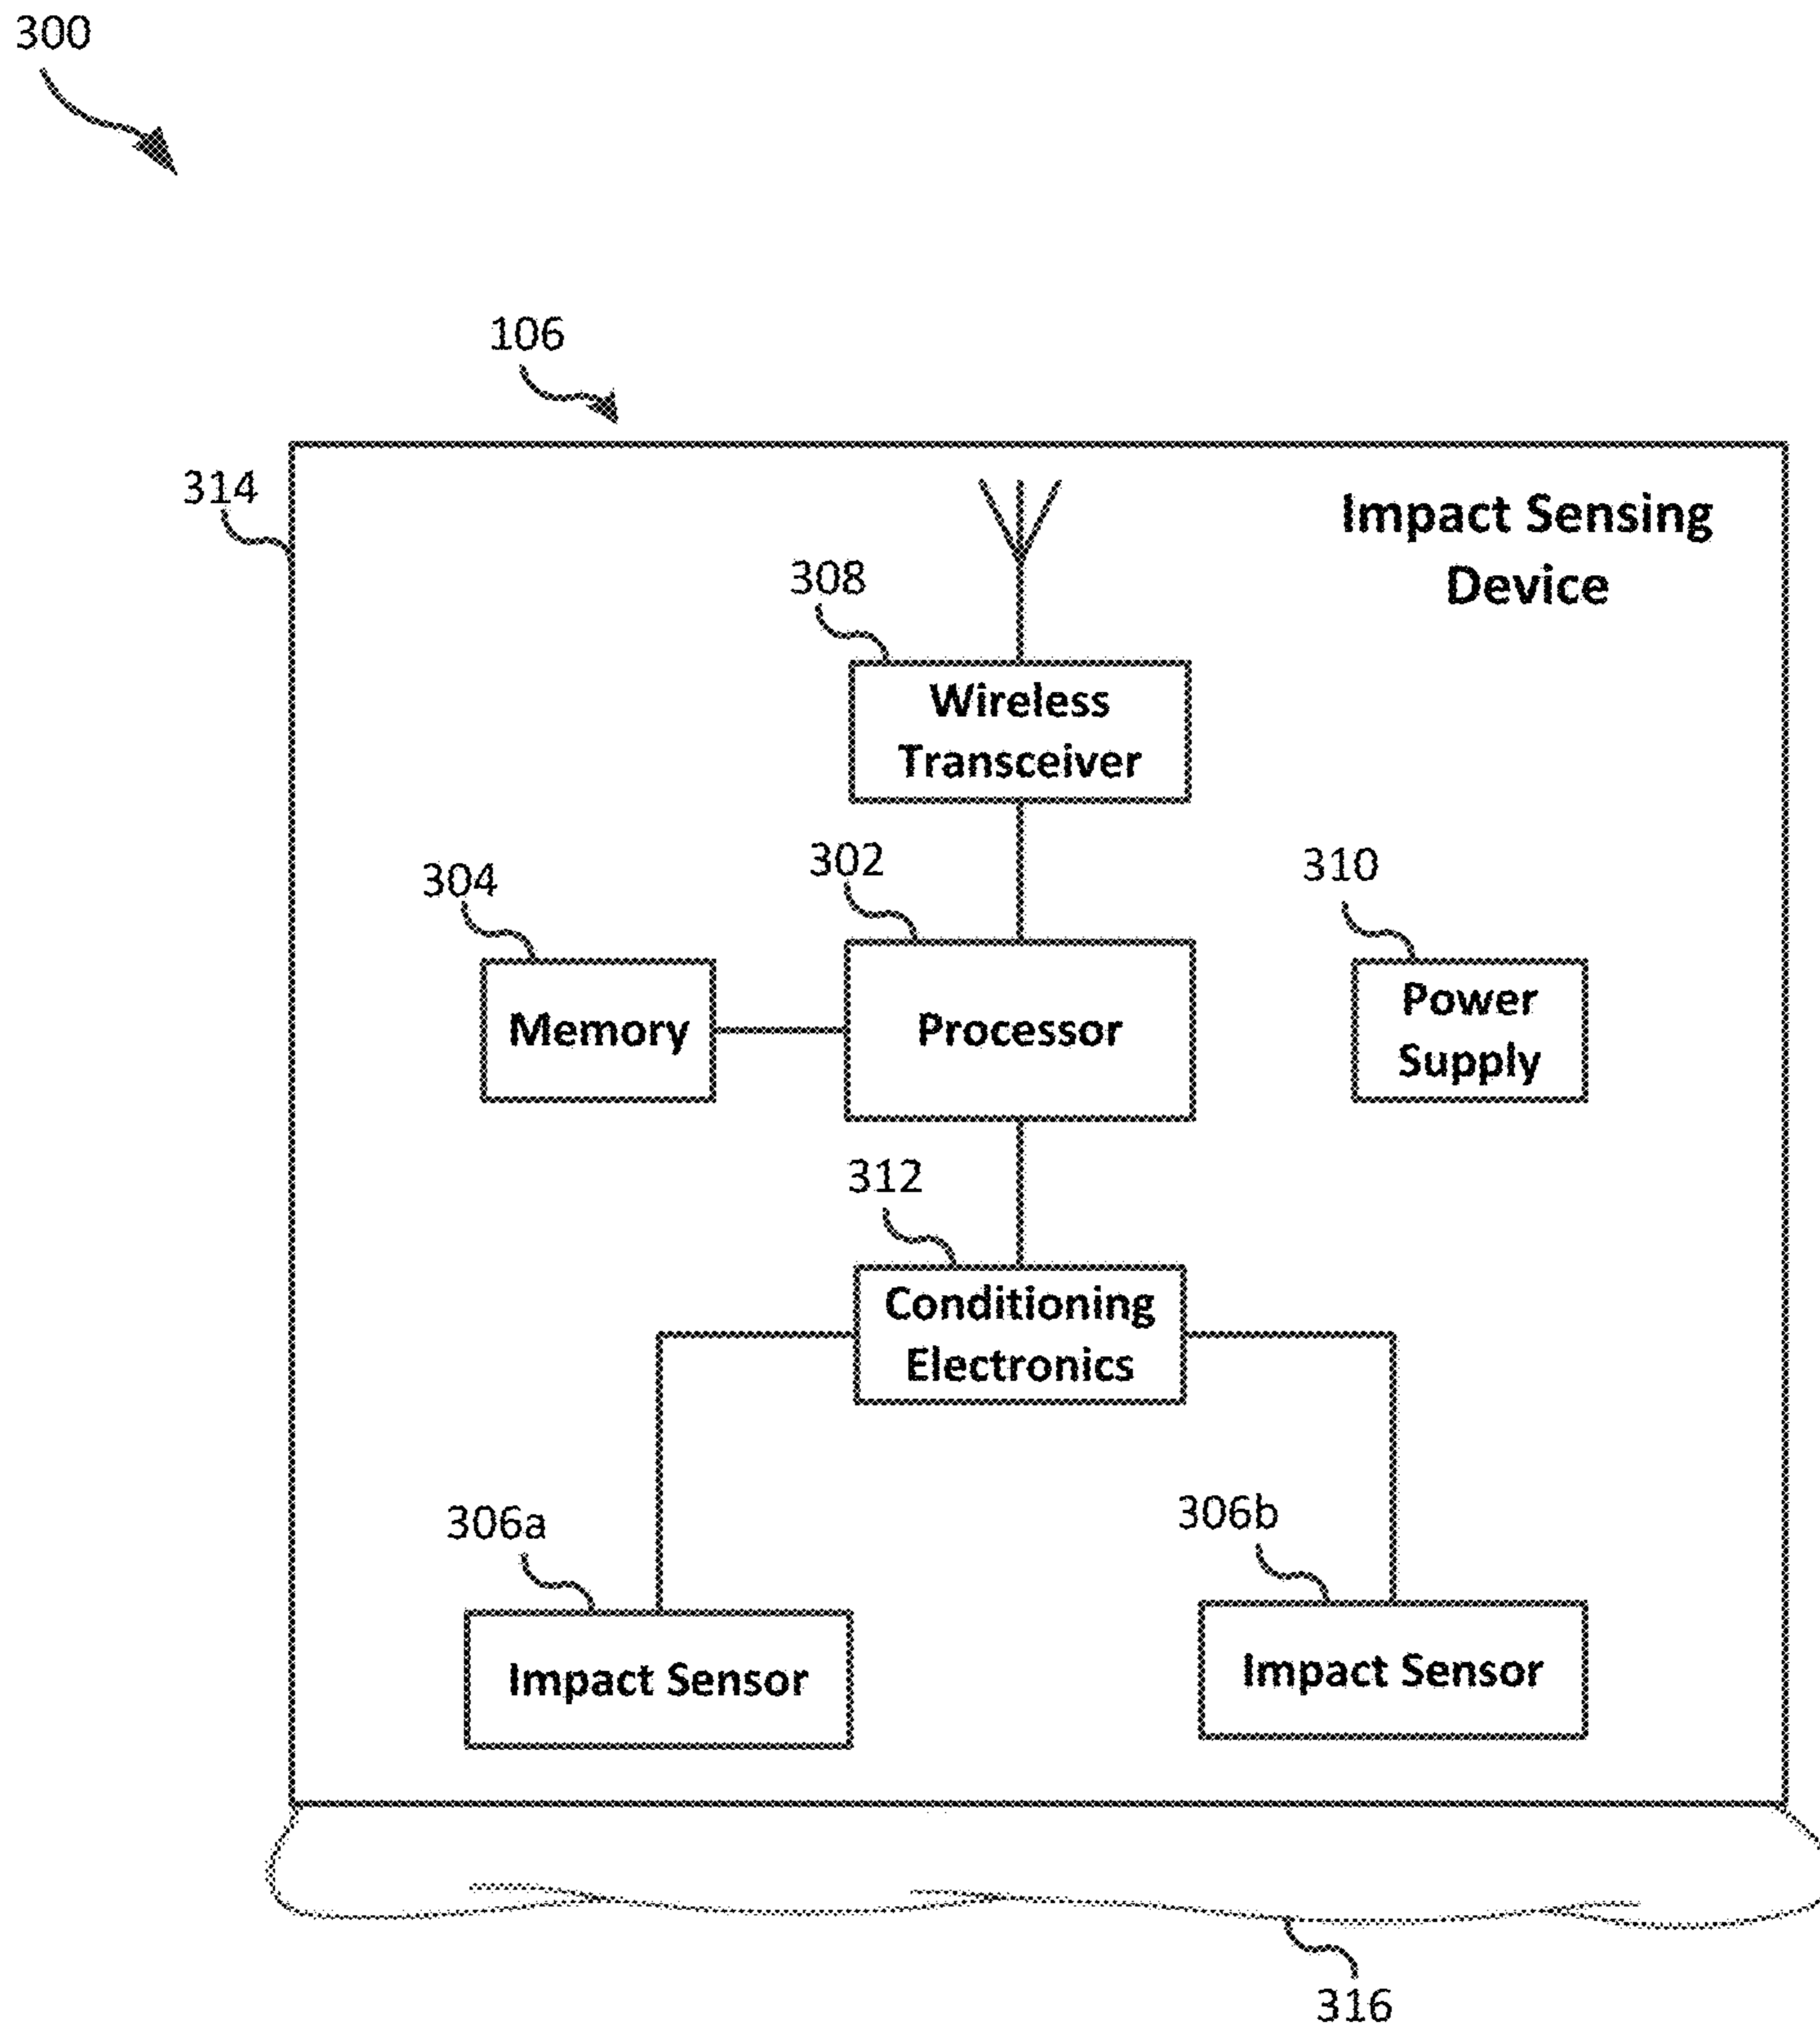 300
106
314
Impact Sensing
Device
308
Wireless
Transceiver
302
304
310
Memory
Processor
Power
Supply
312
Conditioning
Electronics
306a
306b
Impact Sensor
Impact Sensor
316